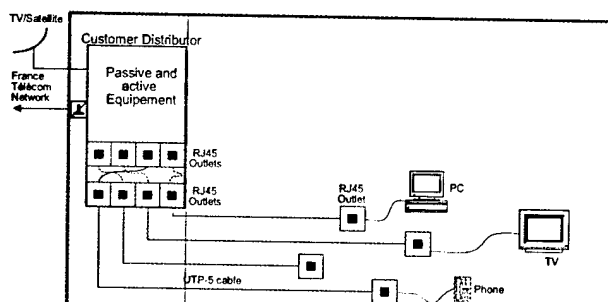 TV/Satellite
Customer Distributor
France
Télécom
Network
Passive and
active
Equipement
RJ45
Outlets
RJ45
Outlets
RJ45
Outlet
PC
TV
UTP-5 cable
Phone